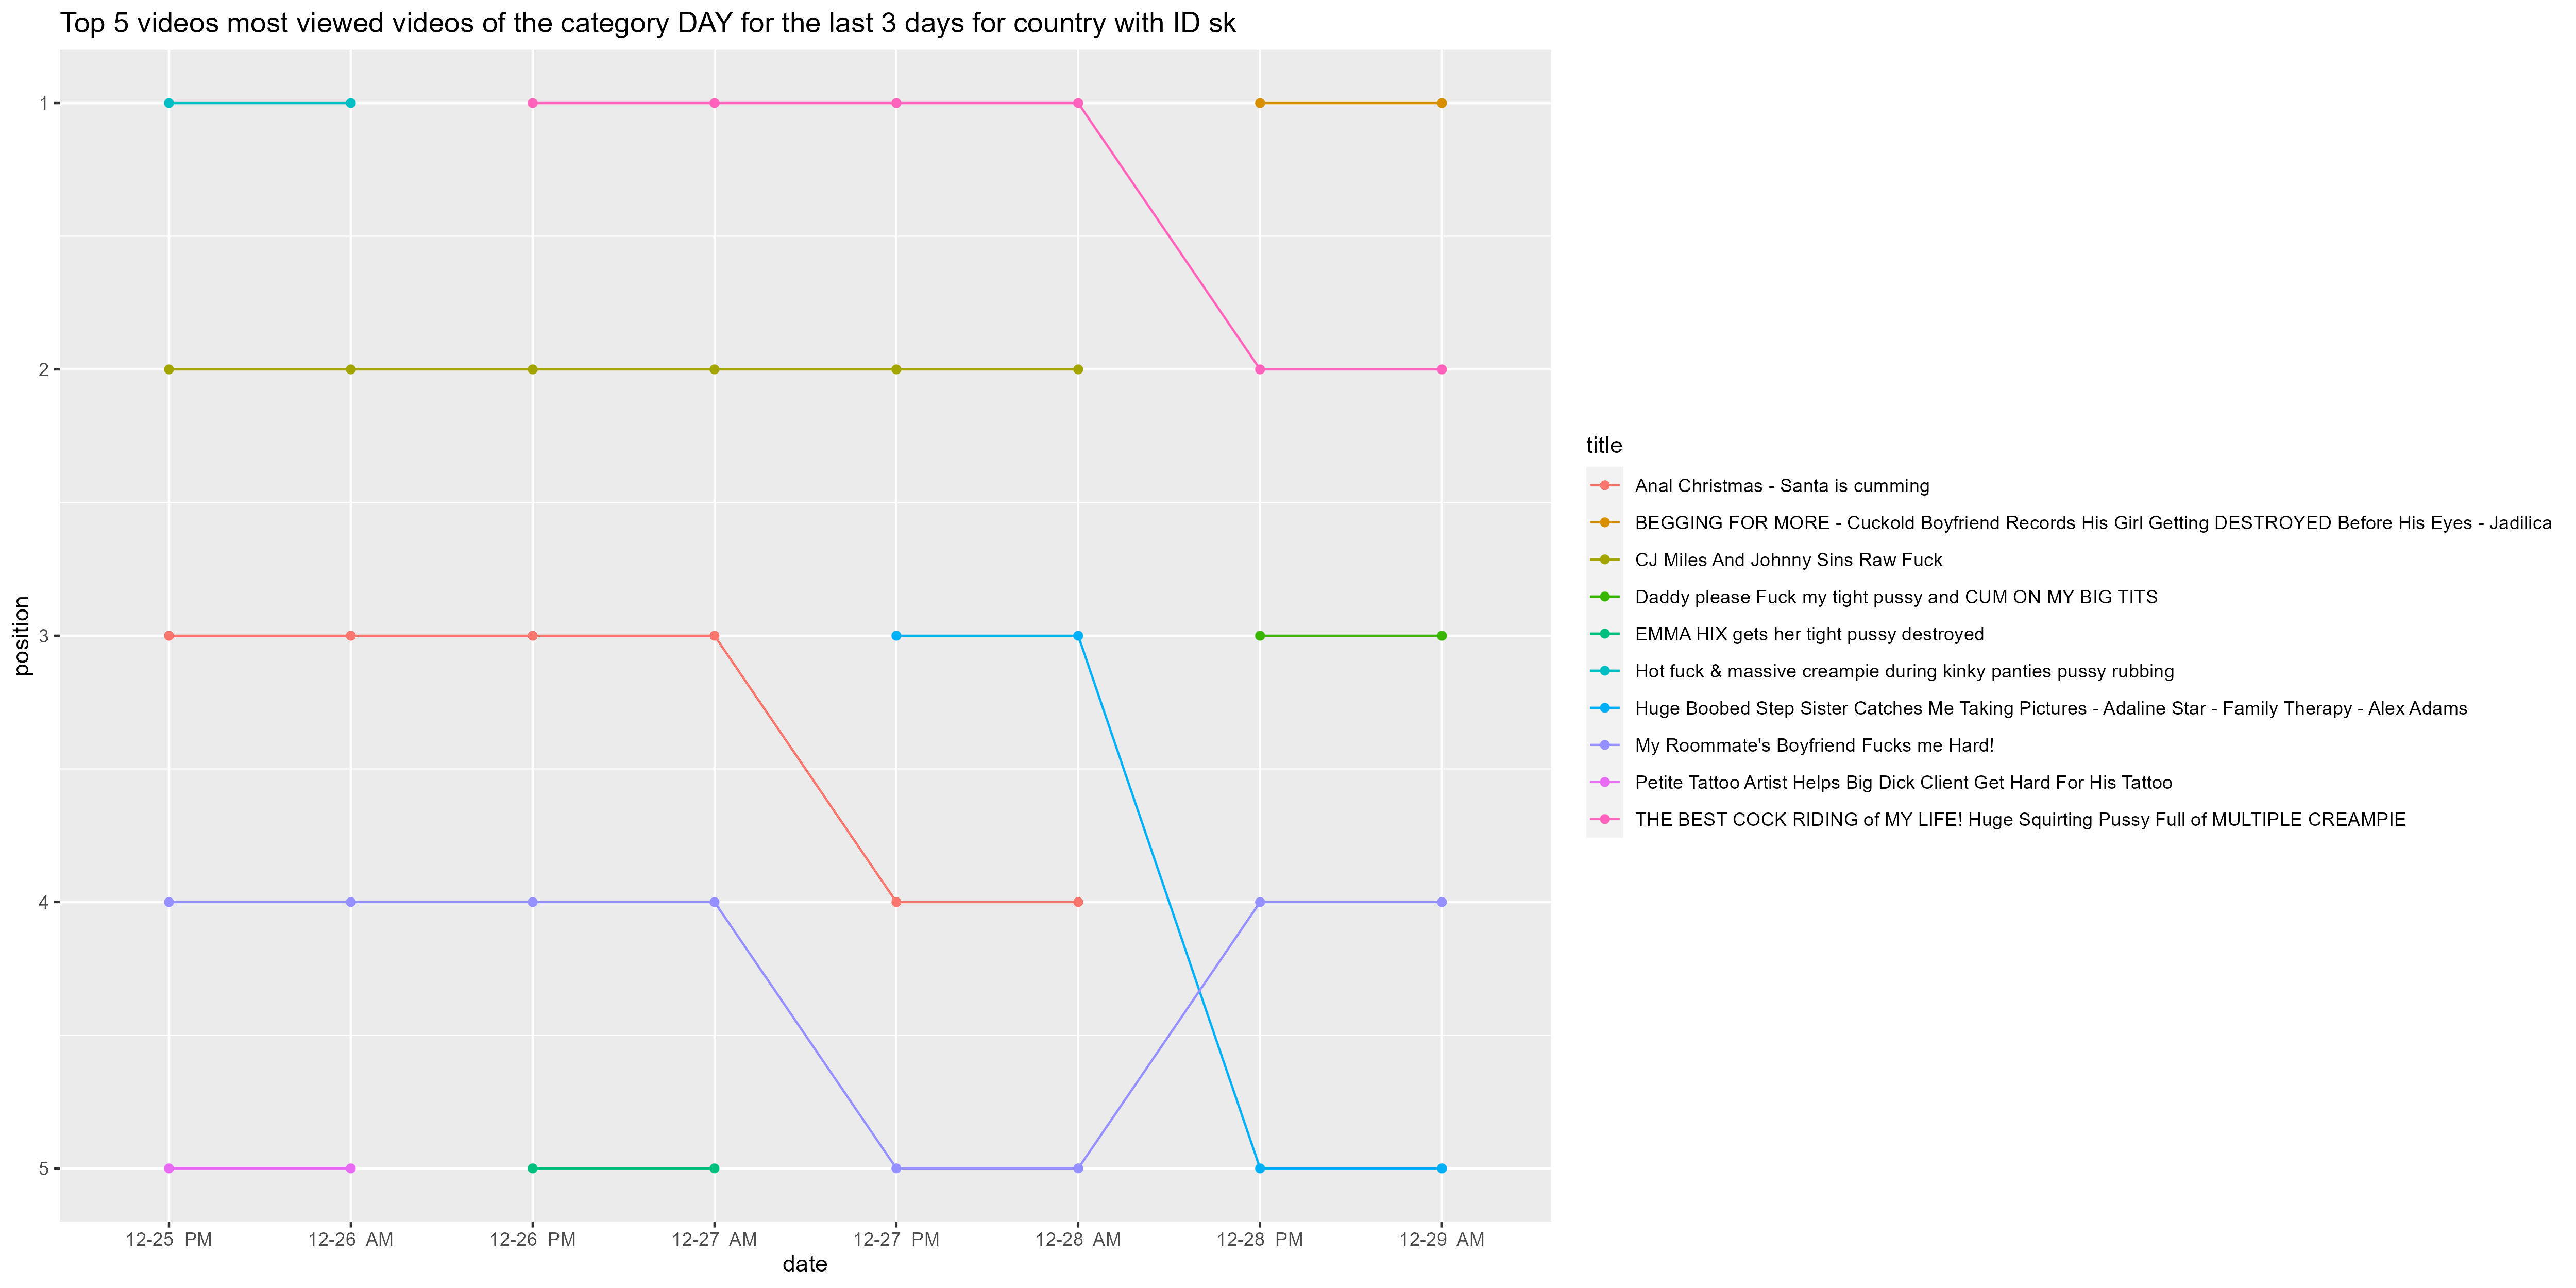 Top 5 videos most viewed videos of the category DAY for the last 3 days for country with ID sk
1
2
3
4
5
position
12-25 PM
12-26 AM
12-26 PM
12-27 AM
12-27 PM
12-28 AM
12-28 PM
12-29 AM
date
title
Anal Christmas - Santa is cumming
BEGGING FOR MORE - Cuckold Boyfriend Records His Girl Getting DESTROYED Before His Eyes - Jadilica
CJ Miles And Johnny Sins Raw Fuck
Daddy please Fuck my tight pussy and CUM ON MY BIG TITS
EMMA HIX gets her tight pussy destroyed
Hot fuck & massive creampie during kinky panties pussy rubbing
Huge Boobed Step Sister Catches Me Taking Pictures - Adaline Star - Family Therapy - Alex Adams
My Roommate's Boyfriend Fucks me Hard!
Petite Tattoo Artist Helps Big Dick Client Get Hard For His Tattoo
THE BEST COCK RIDING of MY LIFE! Huge Squirting Pussy Full of MULTIPLE CREAMPIE